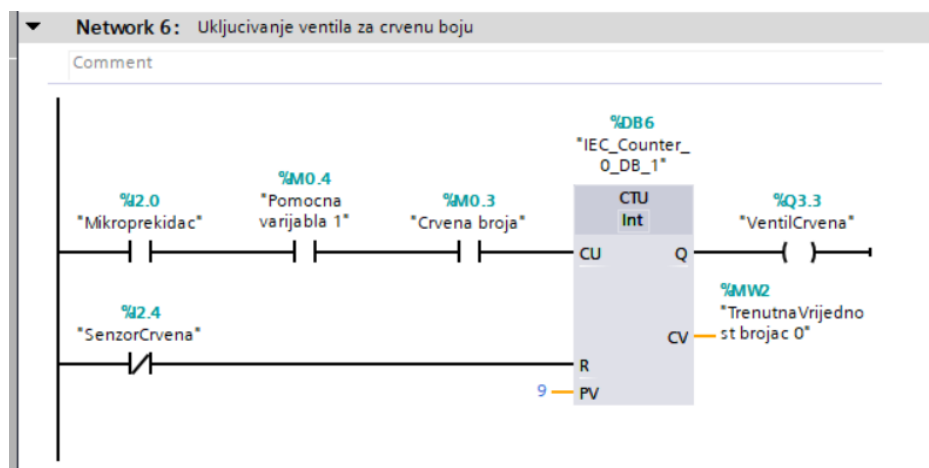 Network 6: Ukljucivanje ventila za crvenu boju
Comment
%DB6
"IEC_Counter_
0_DB_1"
%I2.0
"Mikroprekidac"
%M0.4
"Pomocna
varijabla 1"
%M0.3
"Crvena broja"
CTU
Int
%Q3.3
"VentilCrvena"
CU
Q
%I2.4
"SenzorCrvena"
%MW2
"TrenutnaVrijedno
st brojac 0"
CV
R
9
PV